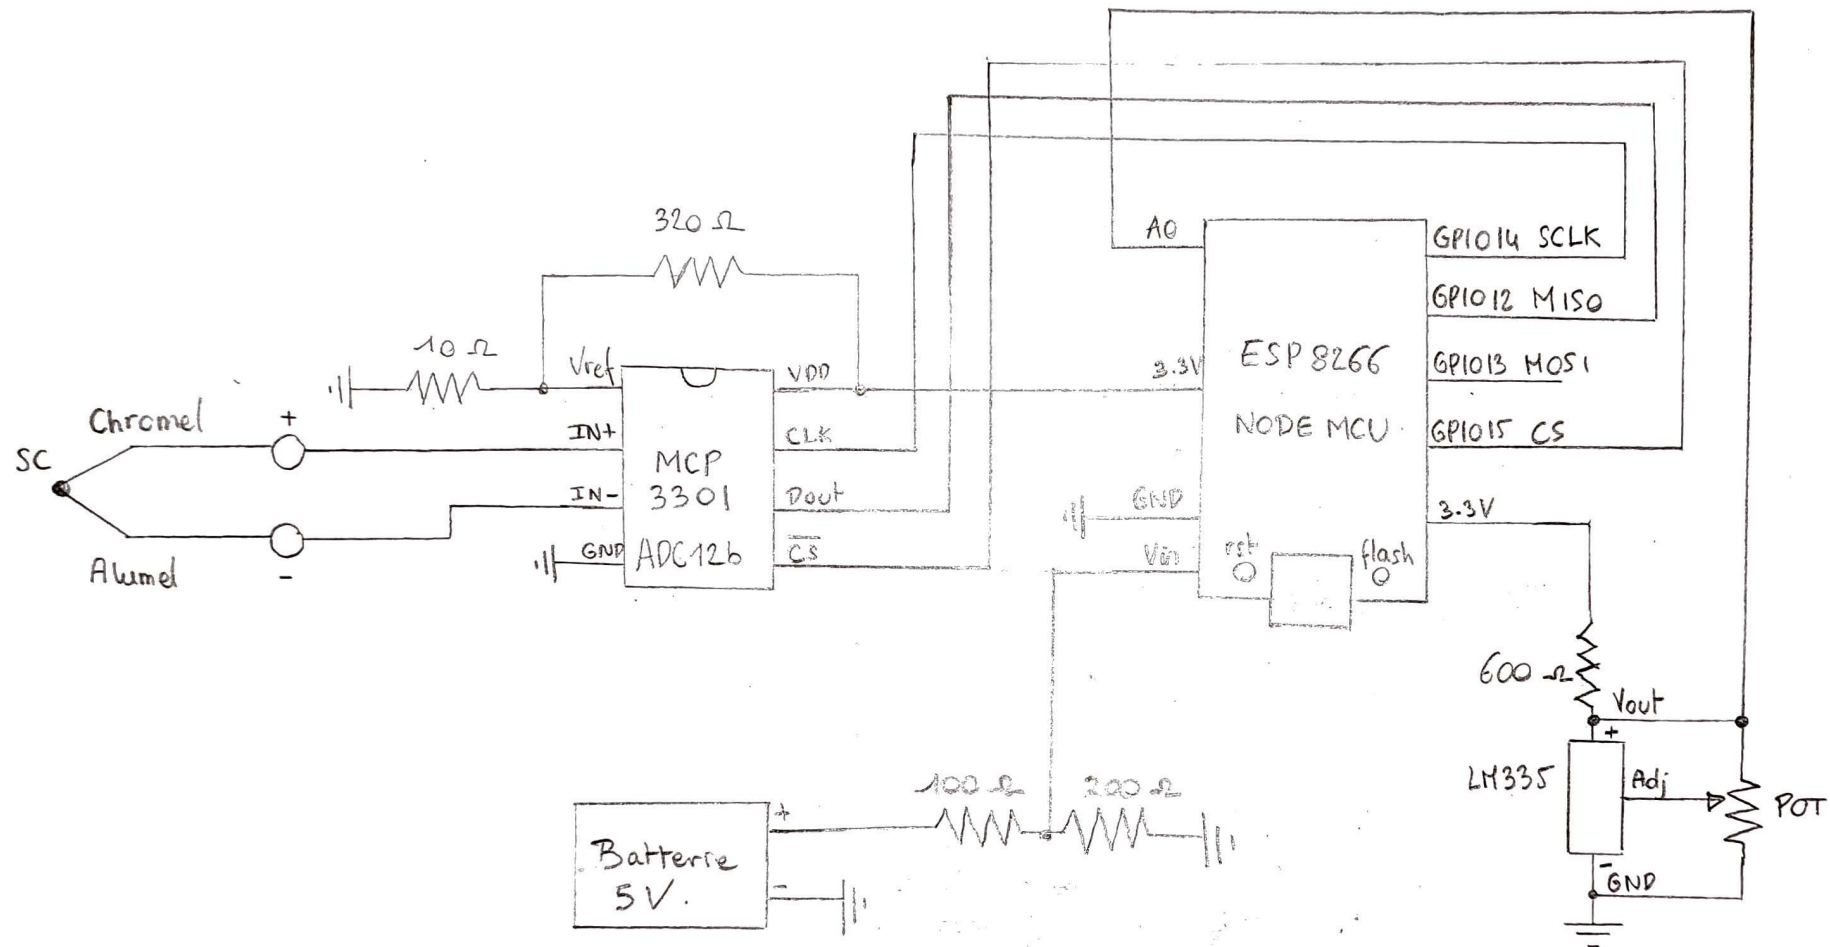 320 Ω
A0
GPIO14 SCLK
GPIO12 MISO
10 Ω
Vref
VDD
3.3V
ESP8266
GPIO13 MOSI
Chromel
+
IN+
CLK
NODE MCU
GPIO15 CS
SC
MCP
3301
IN-
Dout
GND
3.3V
Alumel
-
GND
ADC12b
CS
Vin
rst
flash
600 Ω
Vout
+
LM335
Adj
POT
-
GND
100 Ω
200 Ω
+
Batterie
5V.
-